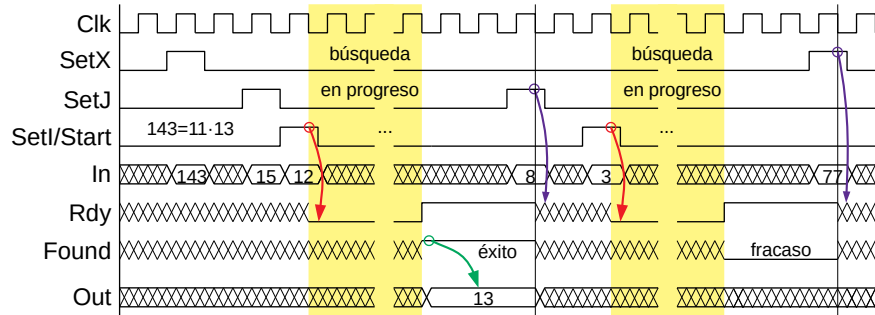 Clk
SetX
búsqueda
búsqueda
SetJ
en progreso
en progreso
SetI/Start
143=11·13
...
...
In
143
15
12
8
3
77
Rdy
Found
éxito
fracaso
Out
13